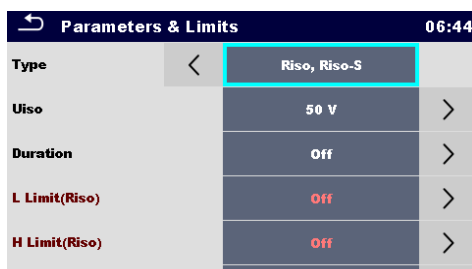 Parameters & Limits 06:44
Type Riso, Riso-S
Uiso 50 V
Duration Off
L Limit(Riso) Off
H Limit(Riso) Off